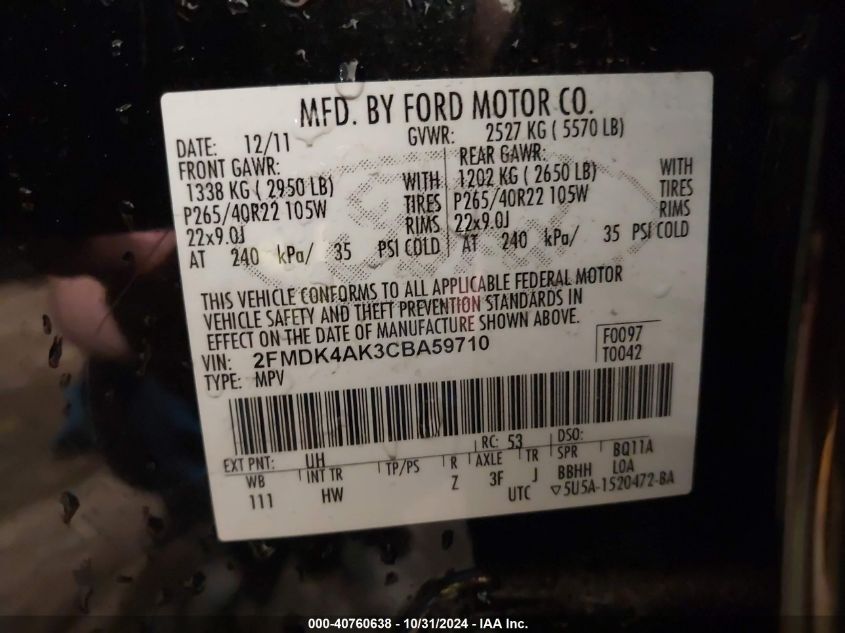 MFD. BY FORD MOTOR CO.
DATE: 12/11 GVWR: 2527 KG ( 5570 LB)
FRONT GAWR: REAR GAWR:
1338 KG ( 2950 LB) WITH 1202 KG ( 2650 LB) WITH
P265/40R22 105W TIRES P265/40R22 105W TIRES
22x9.0J RIMS 22x9.0J RIMS
AT 240 kPa/ 35 PSI COLD AT 240 kPa/ 35 PSI COLD
THIS VEHICLE CONFORMS TO ALL APPLICABLE FEDERAL MOTOR
VEHICLE SAFETY AND THEFT PREVENTION STANDARDS IN
EFFECT ON THE DATE OF MANUFACTURE SHOWN ABOVE.
VIN: 2FMDK4AK3CBA59710 F0097
TYPE: MPV T0042
EXT PNT: UH RC: 53 DSO:
WB INT TR TP/PS R AXLE TR SPR BQ11A
111 HW Z 3F J BBHH LOA
UTC ▽5U5A-1520472-BA
000-40760638 - 10/31/2024 - IAA Inc.